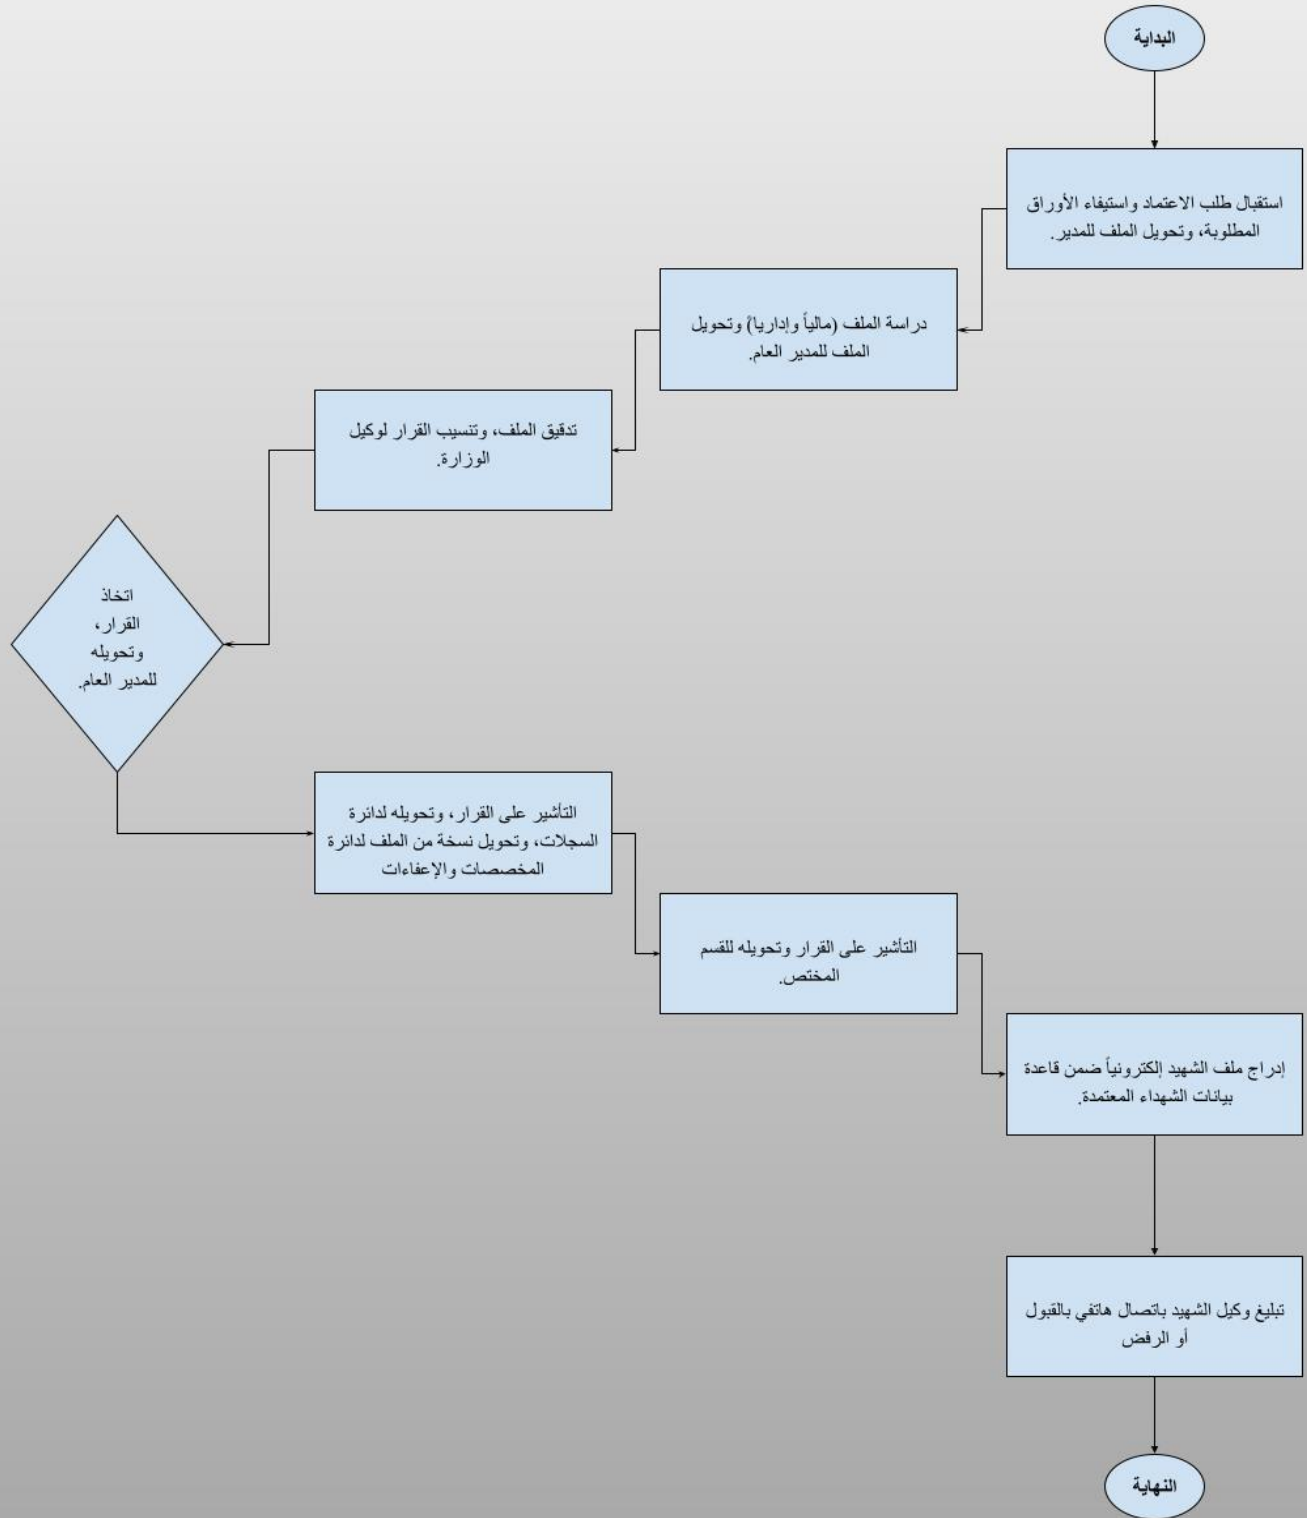 البداية
استقبال طلب الاعتماد واستيفاء الأوراق
المطلوبة، وتحويل الملف للمدير.
دراسة الملف (مالياً وإدارياً) وتحويل
الملف للمدير العام.
تدقيق الملف، وتنسيب القرار لوكيل
الوزارة.
اتخاذ
القرار،
وتحويله
للمدير العام.
التأشير على القرار، وتحويله لدائرة
السجلات، وتحويل نسخة من الملف لدائرة
المخصصات والإعفاءات
التأشير على القرار وتحويله للقسم
المختص.
إدراج ملف الشهيد إلكترونياً ضمن قاعدة
بيانات الشهداء المعتمدة.
تبليغ وكيل الشهيد باتصال هاتفي بالقبول
أو الرفض
النهاية